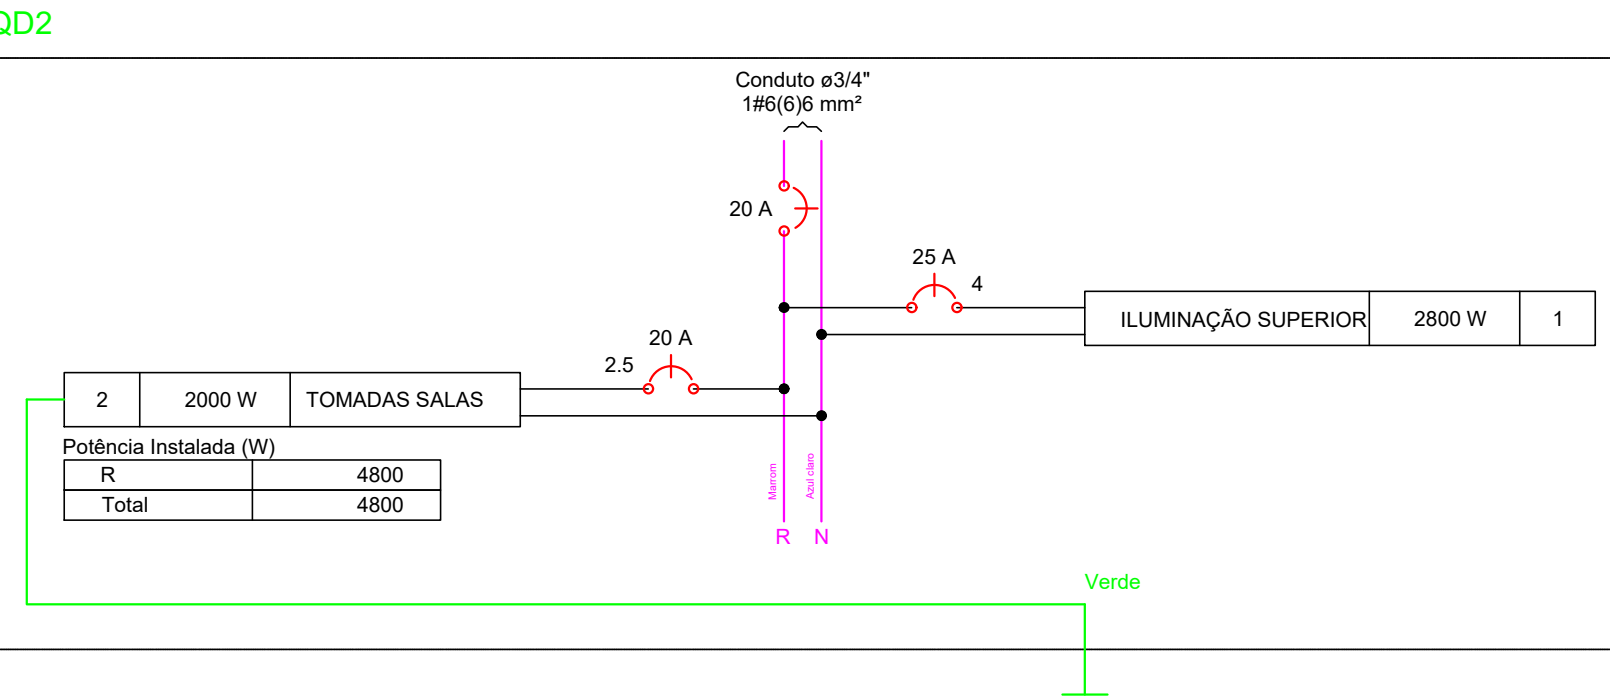 QD2
Conduto ø3/4"
1#6(6)6 mm²
20 A
25 A
4
ILUMINAÇÃO SUPERIOR 2800 W 1
20 A
2.5
2 2000 W TOMADAS SALAS
Potência Instalada (W)
R 4800
Total 4800
Marrom
Azul claro
R N
Verde